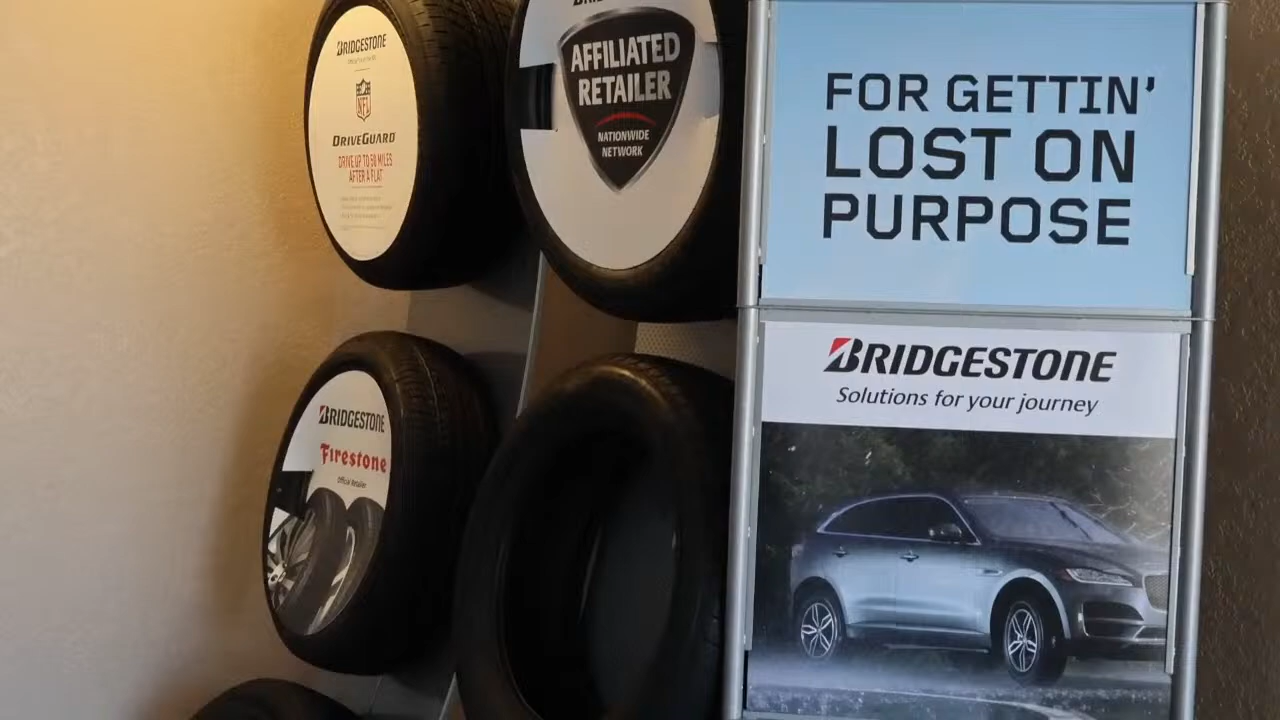 BRIDGESTONE
NFL
DRIVEGUARD
DRIVE UP TO 50 MILES
AFTER A FLAT
AFFILIATED
RETAILER
NATIONWIDE
NETWORK
FOR GETTIN'
LOST ON
PURPOSE
BRIDGESTONE
Solutions for your journey
BRIDGESTONE
Firestone
Official Retailer